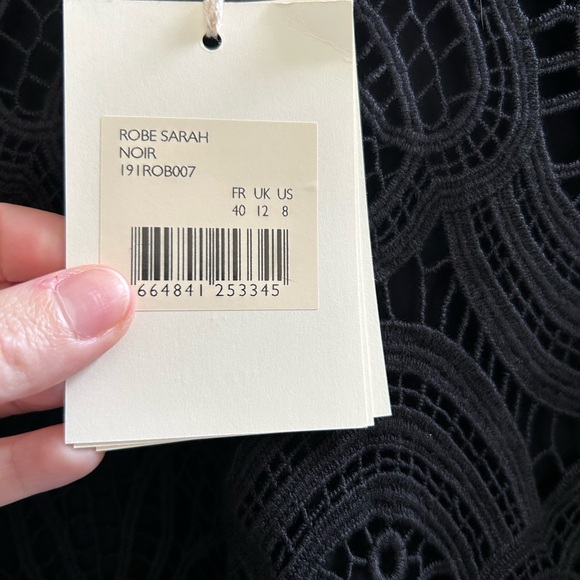 ROBE SARAH
NOIR
191ROB007
FR UK US
40 12 8
664841 253345